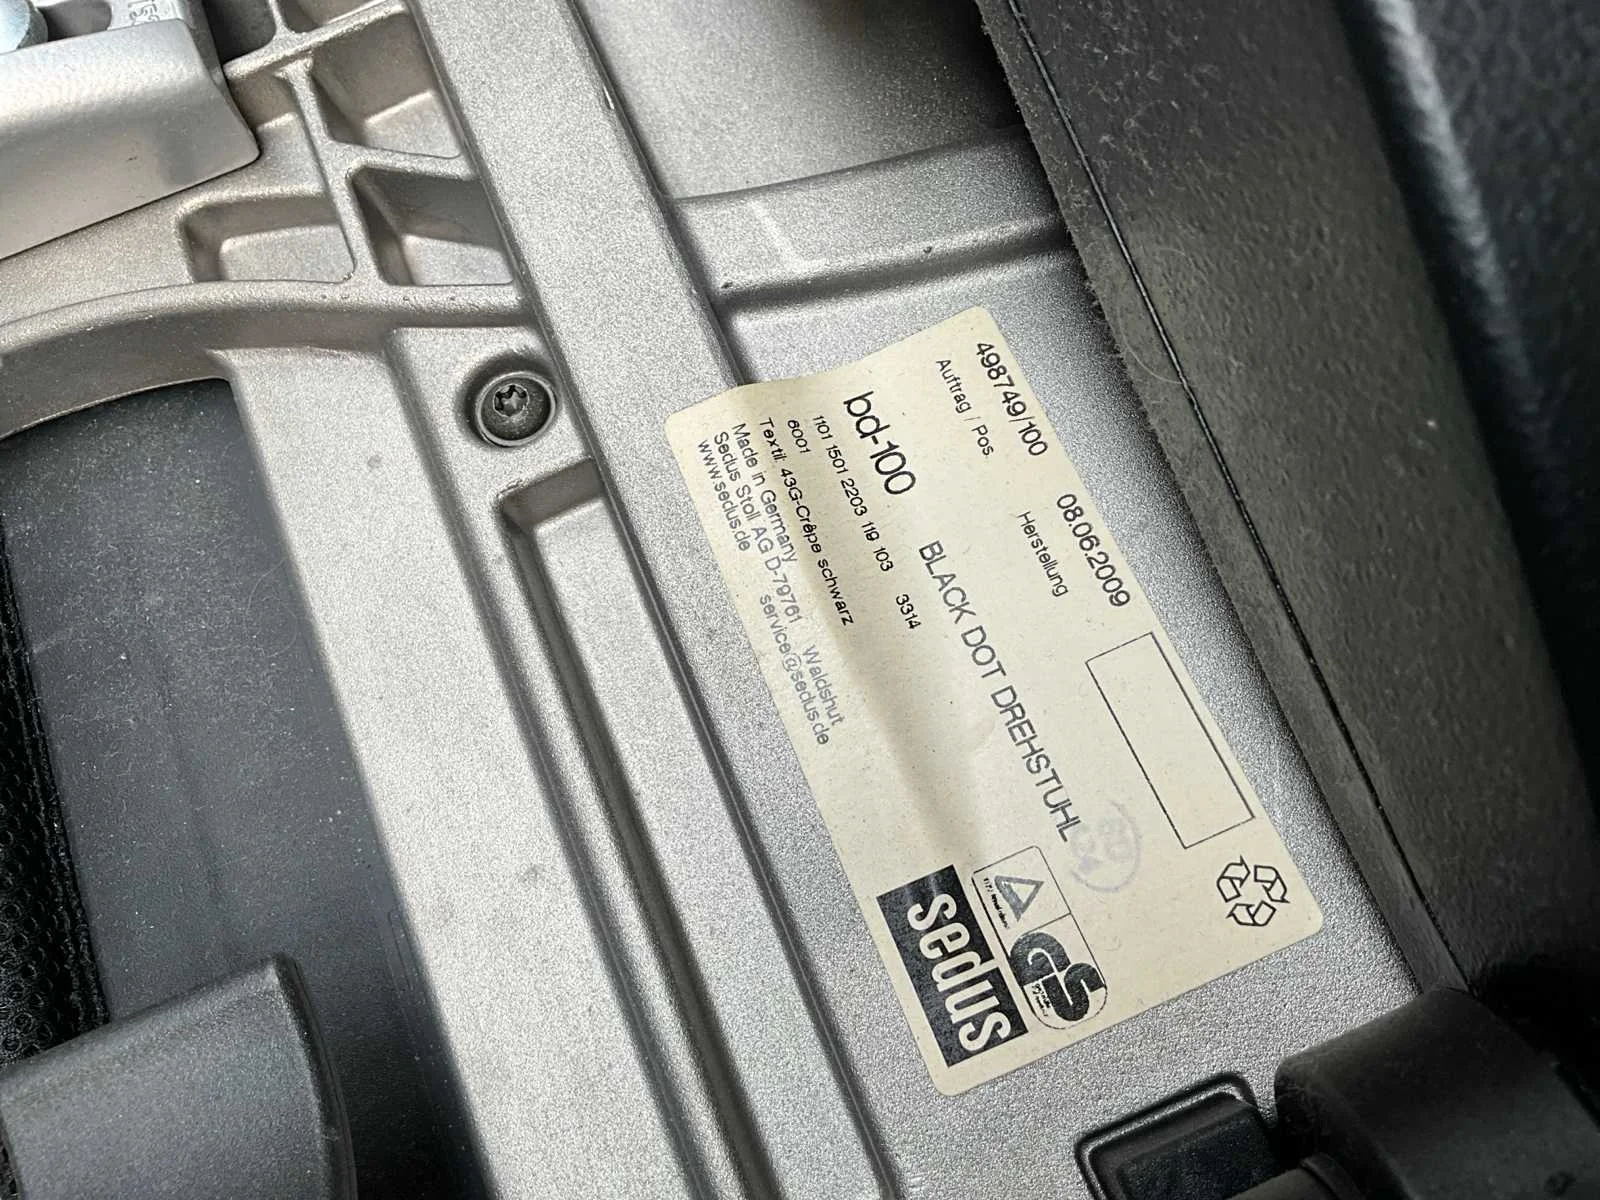 498749/100 08.06.2009
Auftrag / Pos. Herstellung
bd-100 BLACK DOT DREHSTUHL
1101 1501 2203 119 103 3314
6001
Textil: 43G-Crêpe schwarz
Made in Germany
Sedus Stoll AG D-79761 Waldshut
www.sedus.de service@sedus.de
GS
sedus